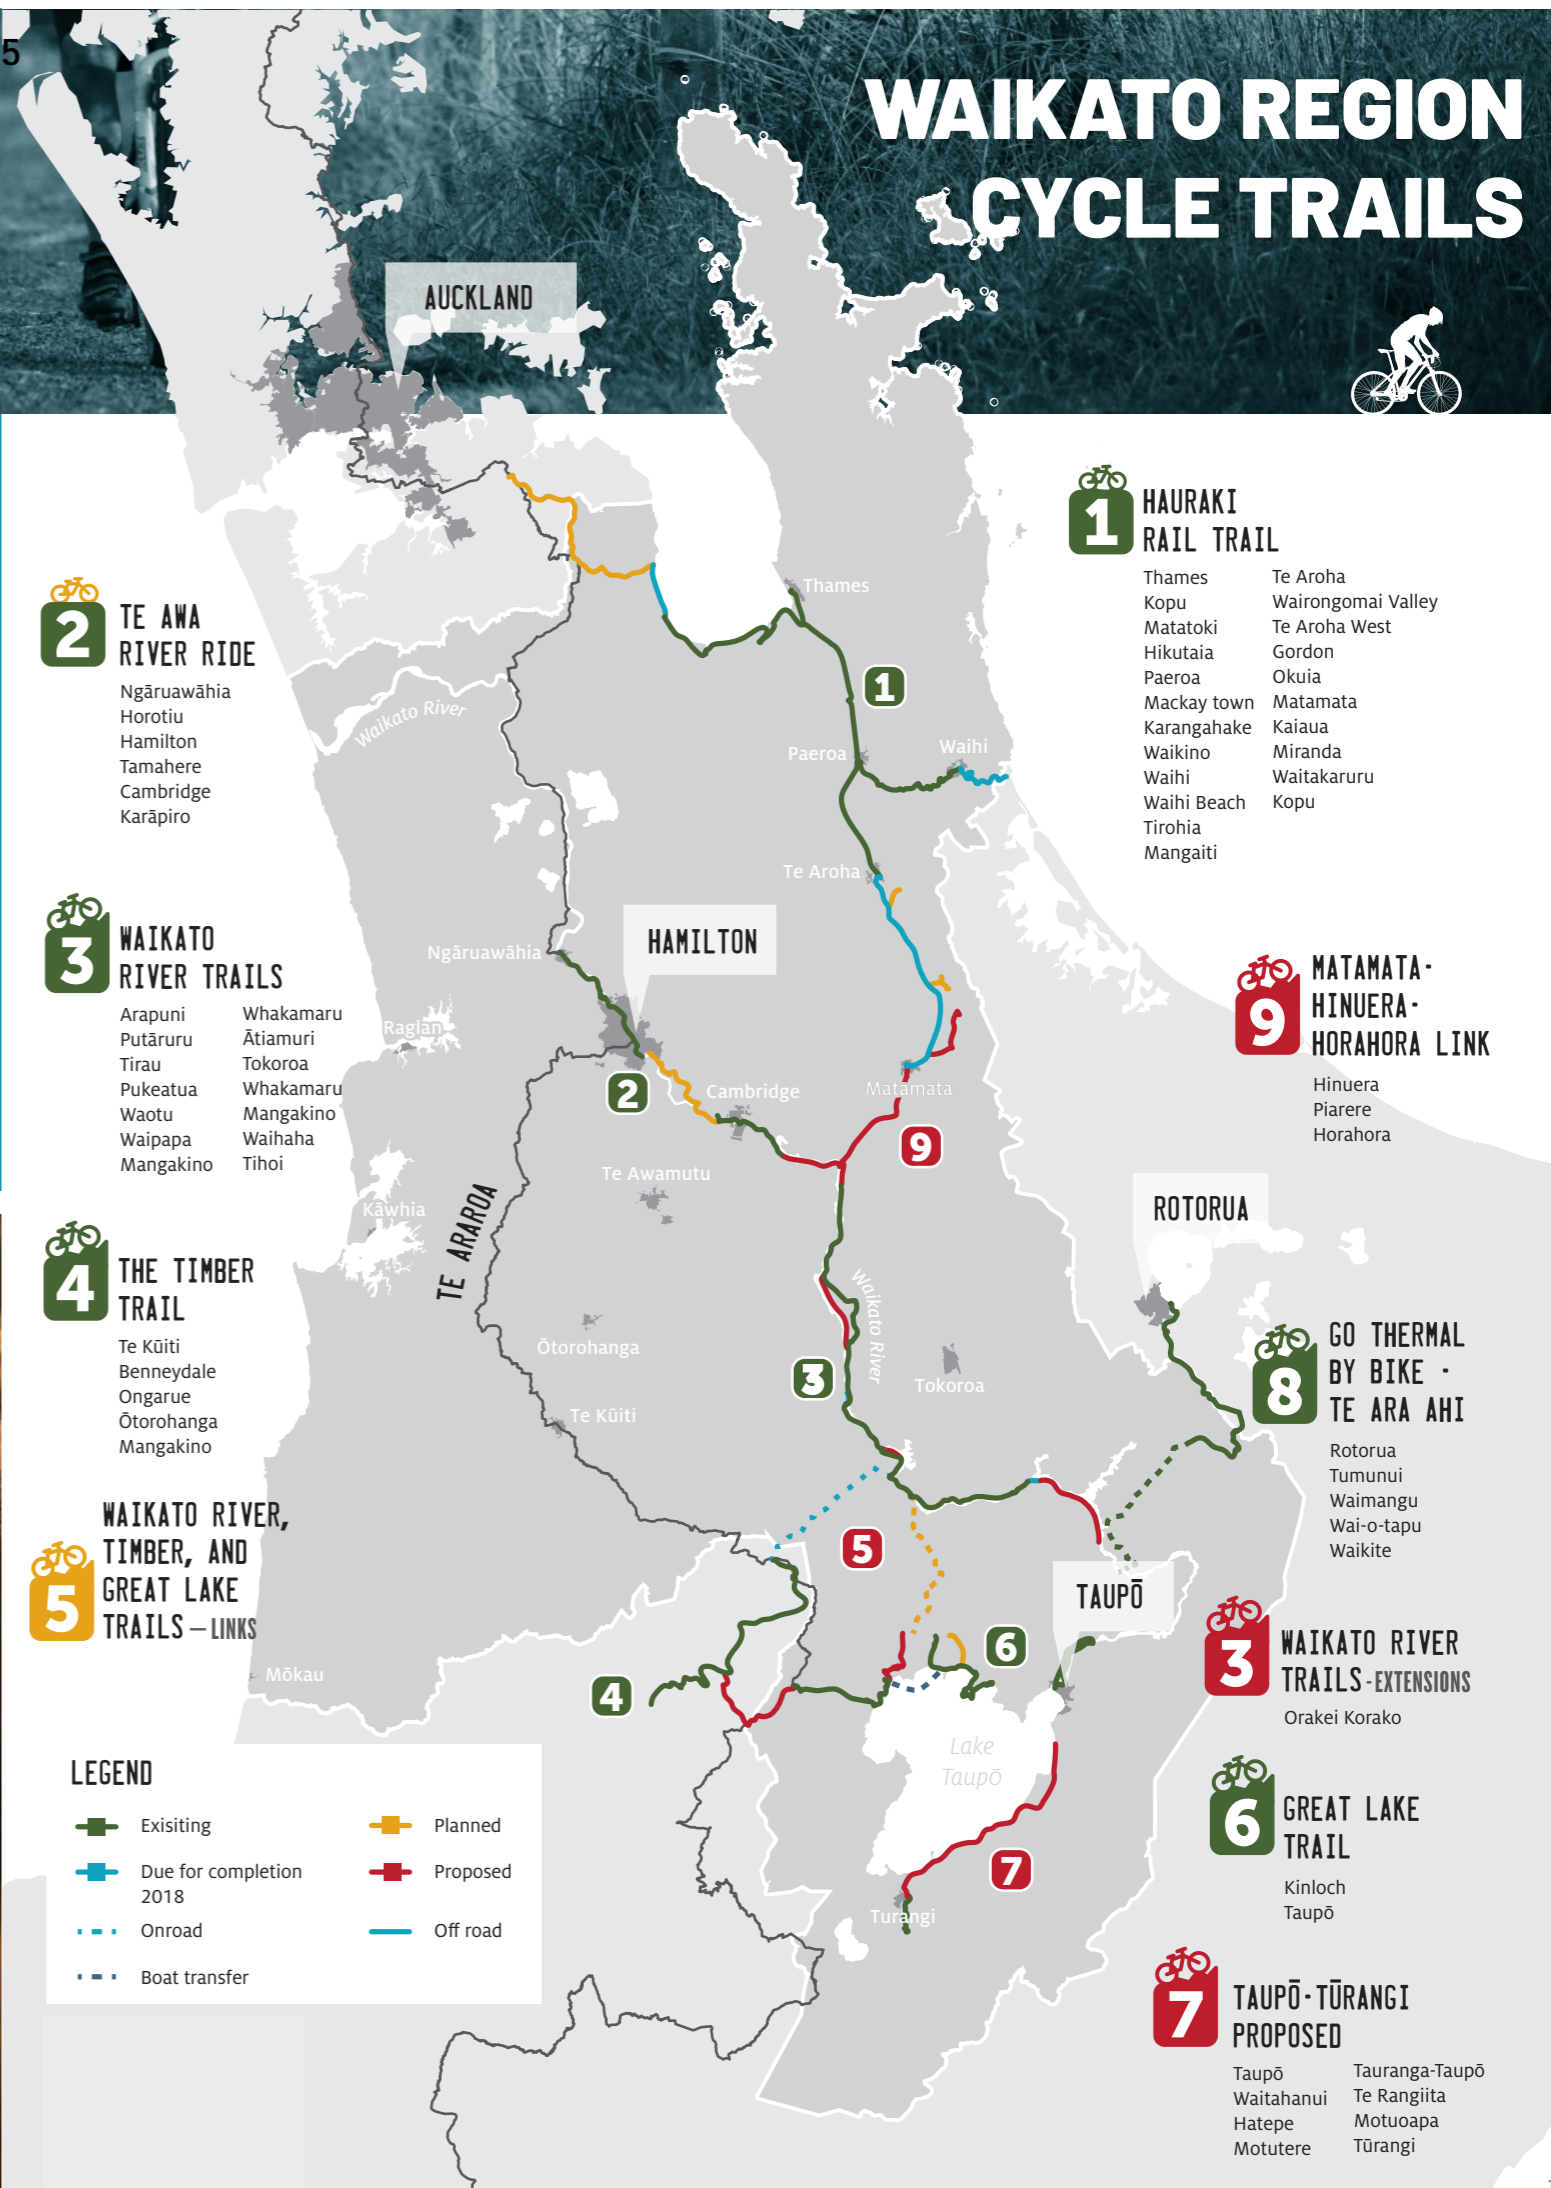 5
WAIKATO REGION
CYCLE TRAILS
AUCKLAND
1
HAURAKI
RAIL TRAIL
Thames
Kopu
Matatoki
Hikutaia
Paeroa
Mackay town
Karangahake
Waikino
Waihi
Waihi Beach
Tirohia
Mangaiti
Te Aroha
Wairongomai Valley
Te Aroha West
Gordon
Okuia
Matamata
Kaiaua
Miranda
Waitakaruru
Kopu
2
TE AWA
RIVER RIDE
Ngāruawāhia
Horotiu
Hamilton
Tamahere
Cambridge
Karāpiro
3
WAIKATO
RIVER TRAILS
Arapuni
Putāruru
Tirau
Pukeatua
Waotu
Waipapa
Mangakino
Whakamaru
Ātiamuri
Tokoroa
Whakamaru
Mangakino
Waihaha
Tihoi
4
THE TIMBER
TRAIL
Te Kūiti
Benneydale
Ongarue
Ōtorohanga
Mangakino
5
WAIKATO RIVER,
TIMBER, AND
GREAT LAKE
TRAILS – LINKS
Thames
1
Waikato River
Paeroa
Waihi
Te Aroha
HAMILTON
Ngāruawāhia
Raglan
2
Cambridge
Matamata
9
Te Awamutu
Kāwhia
TE ARAROA
ROTORUA
Waikato River
Ōtorohanga
3
Tokoroa
Te Kūiti
5
TAUPŌ
6
4
Mōkau
Lake
Taupō
7
Turangi
9
MATAMATA-
HINUERA-
HORAHORA LINK
Hinuera
Piarere
Horahora
8
GO THERMAL
BY BIKE -
TE ARA AHI
Rotorua
Tumunui
Waimangu
Wai-o-tapu
Waikite
3
WAIKATO RIVER
TRAILS - EXTENSIONS
Orakei Korako
6
GREAT LAKE
TRAIL
Kinloch
Taupō
7
TAUPŌ-TŪRANGI
PROPOSED
Taupō
Waitahanui
Hatepe
Motutere
Tauranga-Taupō
Te Rangiita
Motuoapa
Tūrangi
LEGEND
Exisiting
Planned
Due for completion
2018
Proposed
Onroad
Off road
Boat transfer